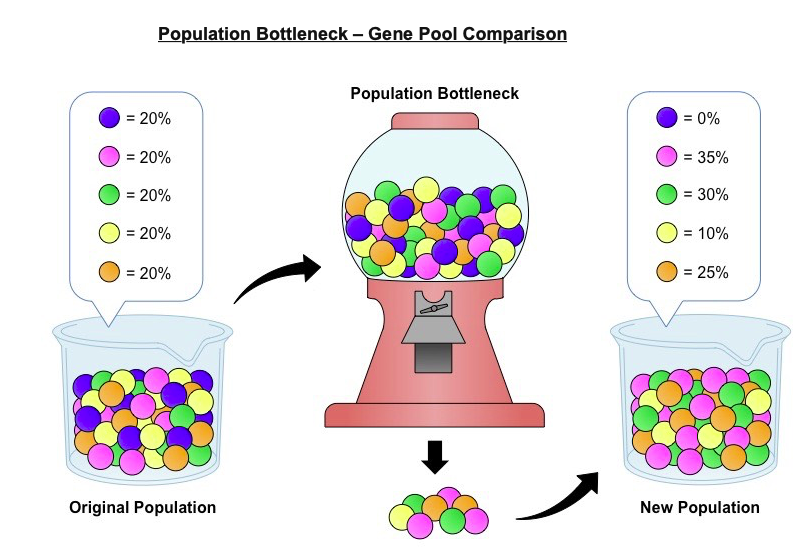 Population Bottleneck – Gene Pool Comparison
= 20%
= 20%
= 20%
= 20%
= 20%
Original Population
Population Bottleneck
= 0%
= 35%
= 30%
= 10%
= 25%
New Population